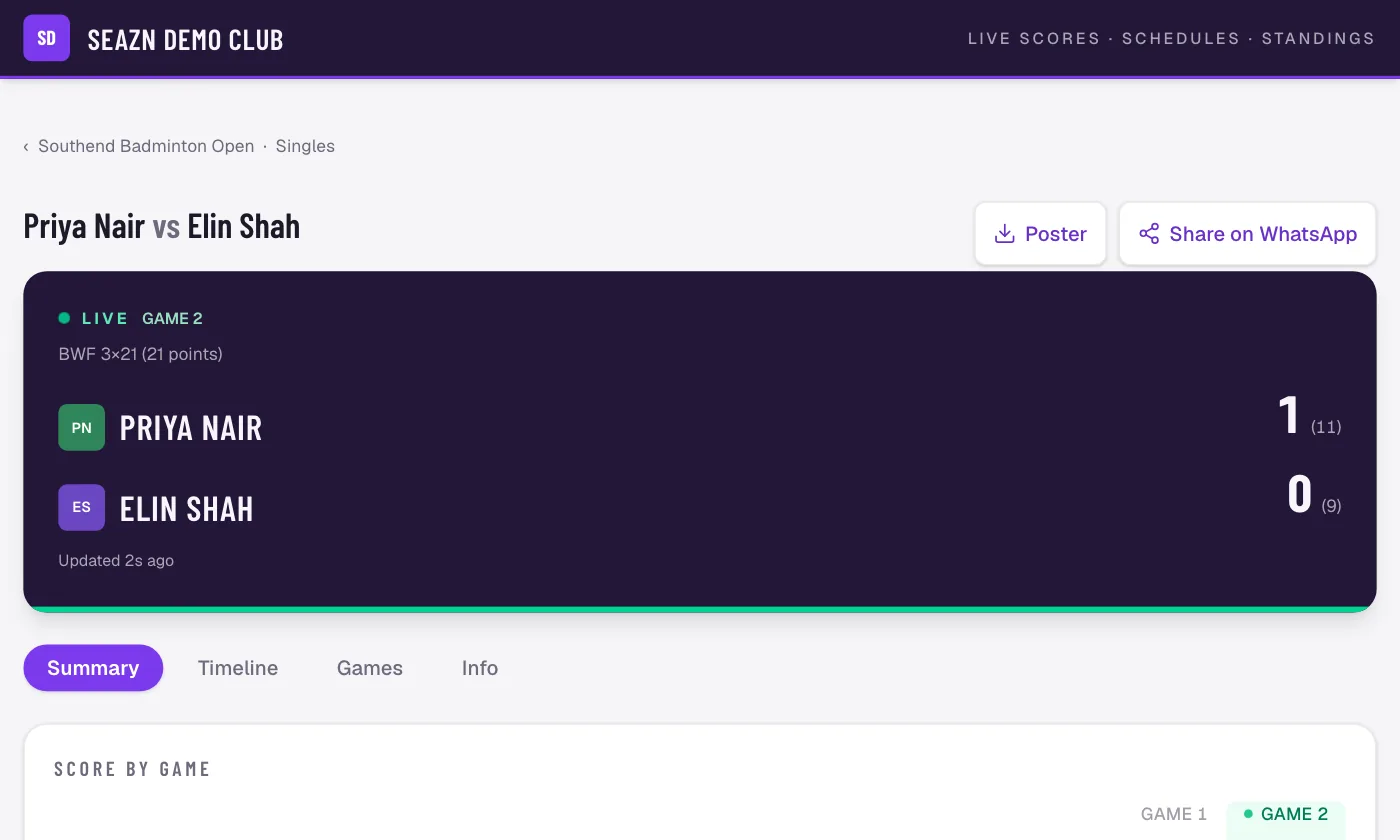 SD SEAZN DEMO CLUB LIVE SCORES · SCHEDULES · STANDINGS
‹ Southend Badminton Open · Singles
Priya Nair vs Elin Shah
Poster Share on WhatsApp
LIVE GAME 2
BWF 3×21 (21 points)
PN PRIYA NAIR 1 (11)
ES ELIN SHAH 0 (9)
Updated 2s ago
Summary Timeline Games Info
SCORE BY GAME
GAME 1 GAME 2